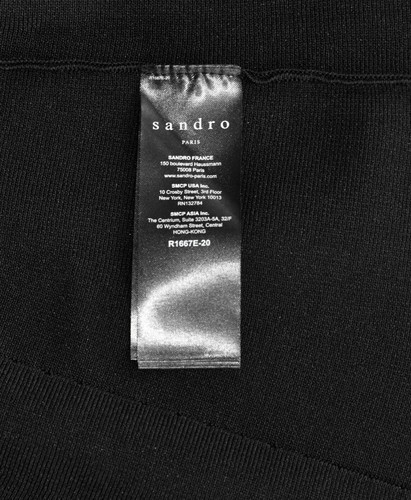 sandro
PARIS
SANDRO FRANCE
150 boulevard Haussmann
75008 Paris
www.sandro-paris.com
SMCP USA Inc.
10 Crosby Street, 3rd Floor
New York, New York 10013
RN132784
SMCP ASIA Inc.
The Centrium, Suite 3203A-5A, 32/F
60 Wyndham Street, Central
HONG-KONG
R1667E-20